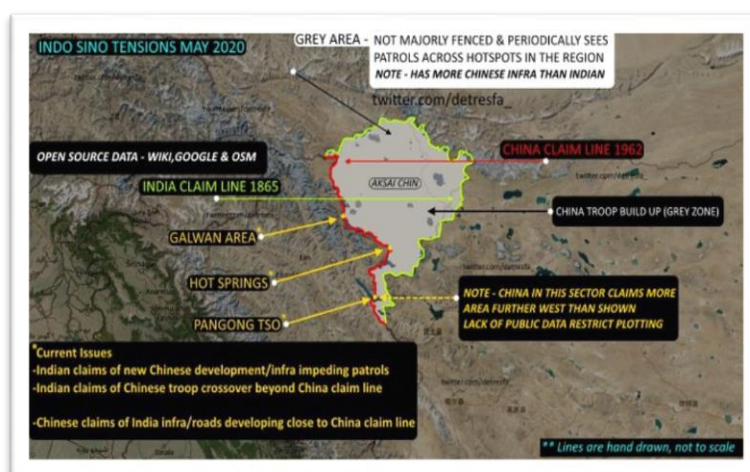 INDO SINO TENSIONS MAY 2020
GREY AREA - NOT MAJORLY FENCED & PERIODICALLY SEES
PATROLS ACROSS HOTSPOTS IN THE REGION
NOTE - HAS MORE CHINESE INFRA THAN INDIAN
twitter.com/detresfa_
OPEN SOURCE DATA - WIKI,GOOGLE & OSM
CHINA CLAIM LINE 1962
twitter.com/detresfa_
INDIA CLAIM LINE 1865
AKSAI CHIN
CHINA TROOP BUILD UP (GREY ZONE)
GALWAN AREA*
HOT SPRINGS*
PANGONG TSO*
NOTE - CHINA IN THIS SECTOR CLAIMS MORE
AREA FURTHER WEST THAN SHOWN
LACK OF PUBLIC DATA RESTRICT PLOTTING
*Current Issues
-Indian claims of new Chinese development/infra impeding patrols
-Indian claims of Chinese troop crossover beyond China claim line
-Chinese claims of India infra/roads developing close to China claim line
twitter.com/detresfa_
** Lines are hand drawn, not to scale